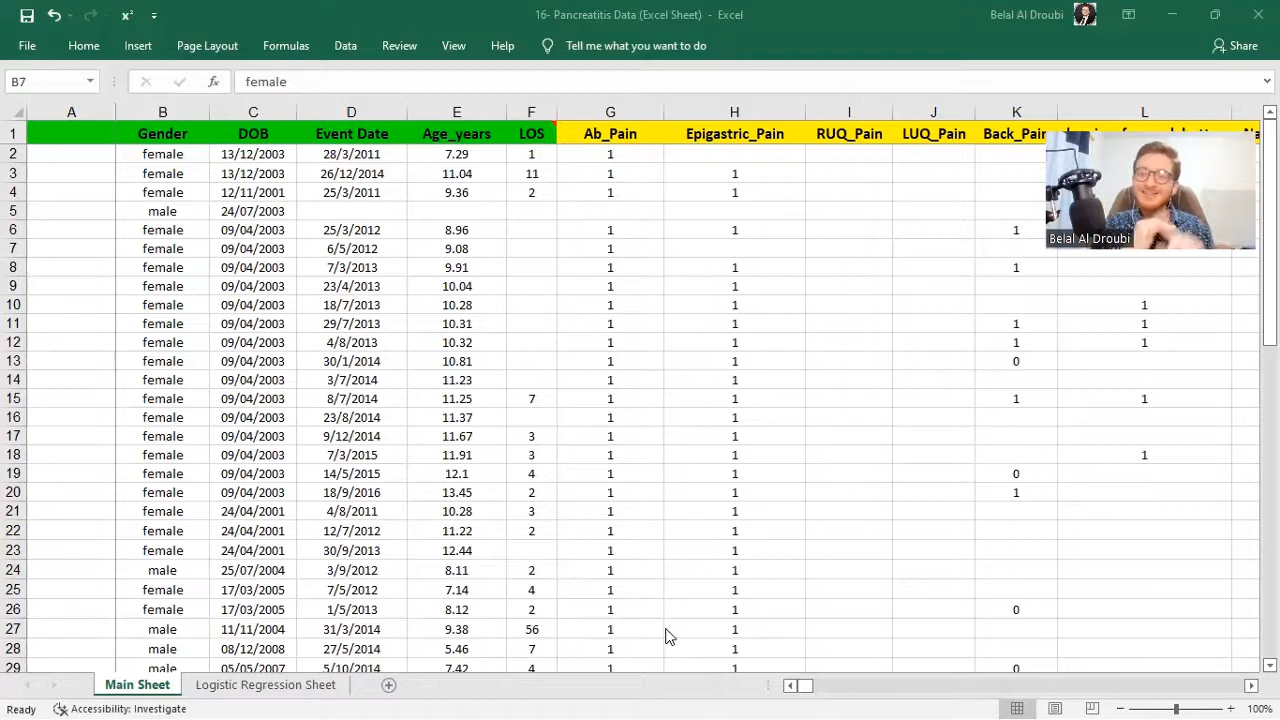 16- Pancreatitis Data (Excel Sheet) - Excel
Belal Al Droubi
File Home Insert Page Layout Formulas Data Review View Help Tell me what you want to do Share
B7 fx female
A B C D E F G H I J K L
1 Gender DOB Event Date Age_years LOS Ab_Pain Epigastric_Pain RUQ_Pain LUQ_Pain Back_Pain
2 female 13/12/2003 28/3/2011 7.29 1 1
3 female 13/12/2003 26/12/2014 11.04 11 1 1
4 female 12/11/2001 25/3/2011 9.36 2 1 1
5 male 24/07/2003
6 female 09/04/2003 25/3/2012 8.96 1 1 1
7 female 09/04/2003 6/5/2012 9.08 1
8 female 09/04/2003 7/3/2013 9.91 1 1 1
9 female 09/04/2003 23/4/2013 10.04 1 1
10 female 09/04/2003 18/7/2013 10.28 1 1 1
11 female 09/04/2003 29/7/2013 10.31 1 1 1 1
12 female 09/04/2003 4/8/2013 10.32 1 1 1 1
13 female 09/04/2003 30/1/2014 10.81 1 1 0
14 female 09/04/2003 3/7/2014 11.23 1 1
15 female 09/04/2003 8/7/2014 11.25 7 1 1 1 1
16 female 09/04/2003 23/8/2014 11.37 1 1
17 female 09/04/2003 9/12/2014 11.67 3 1 1
18 female 09/04/2003 7/3/2015 11.91 3 1 1 1
19 female 09/04/2003 14/5/2015 12.1 4 1 1 0
20 female 09/04/2003 18/9/2016 13.45 2 1 1 1
21 female 24/04/2001 4/8/2011 10.28 3 1 1
22 female 24/04/2001 12/7/2012 11.22 2 1 1
23 female 24/04/2001 30/9/2013 12.44 1 1
24 male 25/07/2004 3/9/2012 8.11 2 1 1
25 female 17/03/2005 7/5/2012 7.14 4 1 1
26 female 17/03/2005 1/5/2013 8.12 2 1 1 0
27 male 11/11/2004 31/3/2014 9.38 56 1 1
28 male 08/12/2008 27/5/2014 5.46 7 1 1
29 male 05/05/2007 5/10/2014 7.42 4 1 1 0
Belal Al Droubi
Main Sheet Logistic Regression Sheet
Ready Accessibility: Investigate 100%